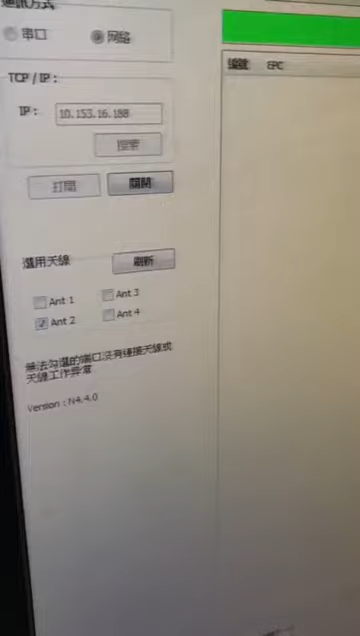 通訊方式
串口
网络
TCP / IP :
IP :
10.153.16.188
搜索
打開
關閉
編號
EPC
選用天線
刷新
Ant 1
Ant 3
Ant 2
Ant 4
無法勾選的端口沒有連接天線或
天線工作异常
Version : N4.4.0